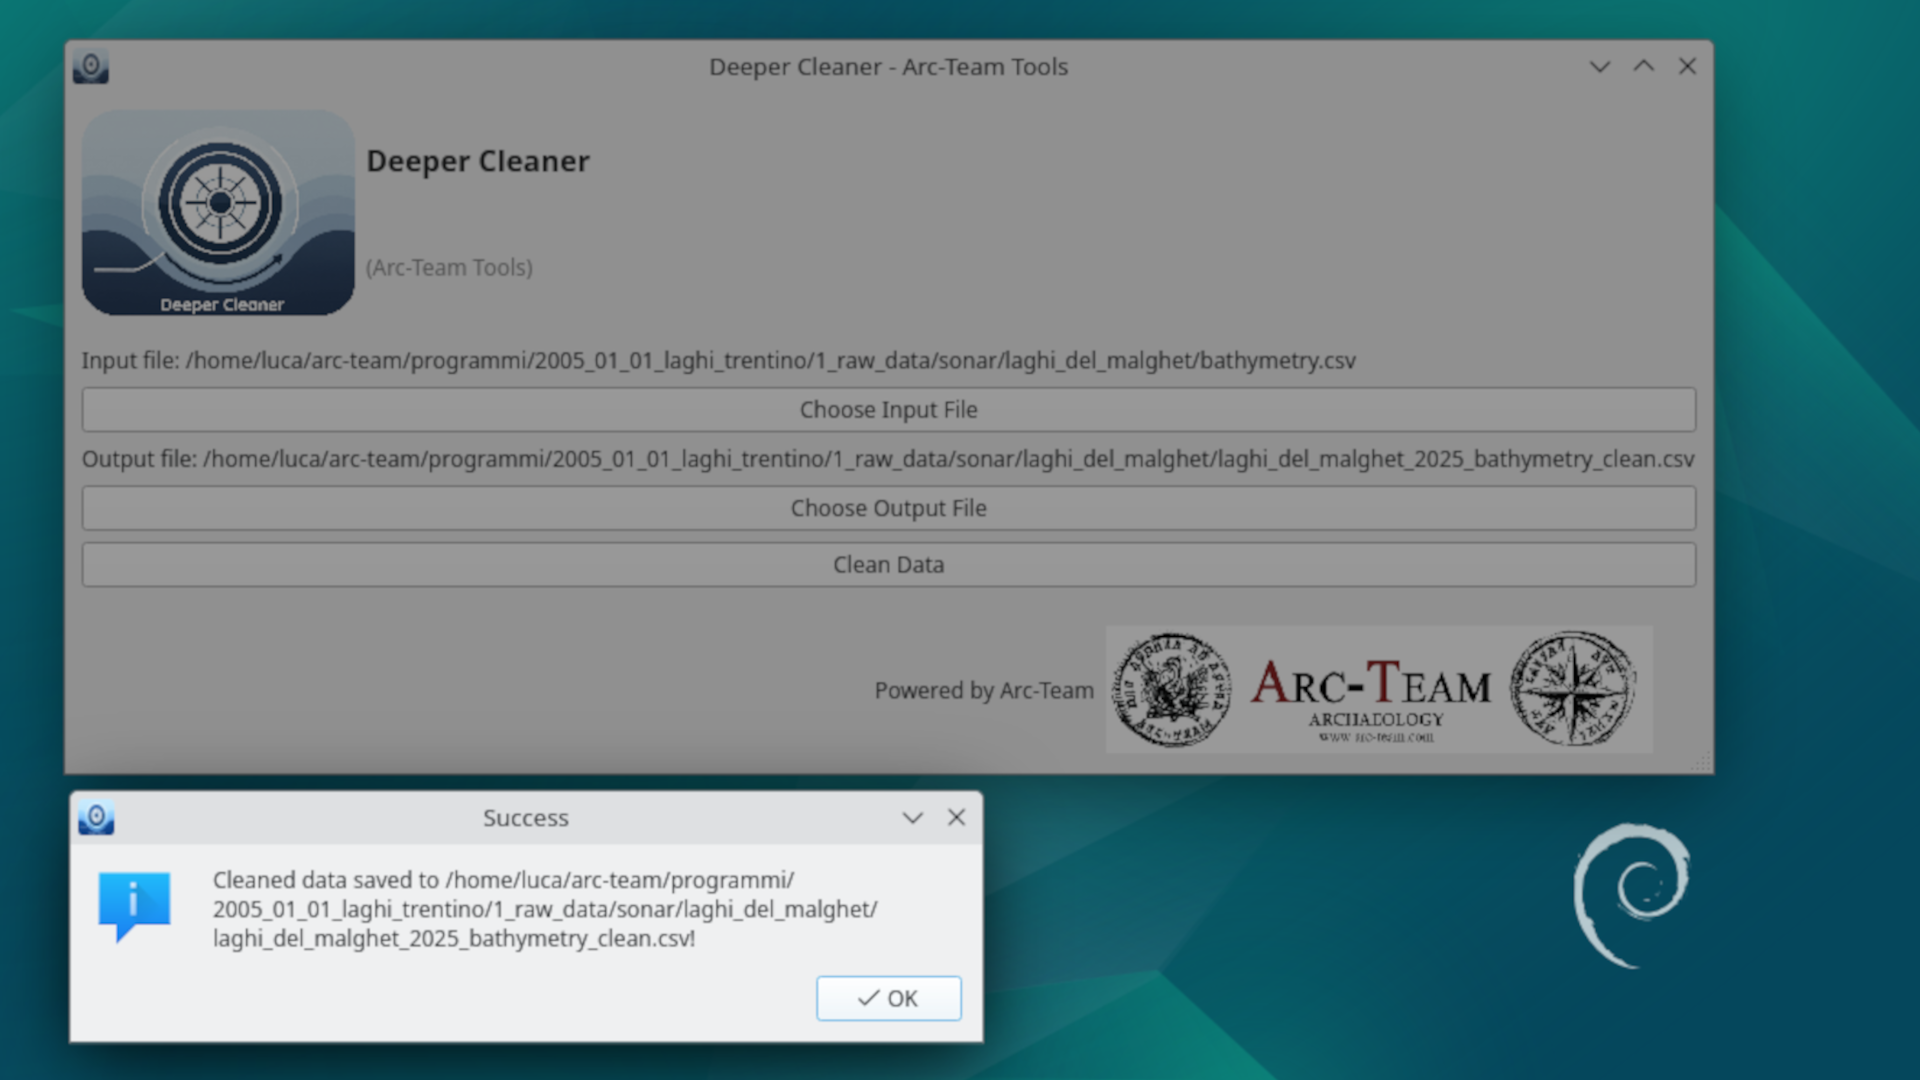 Deeper Cleaner - Arc-Team Tools
Deeper Cleaner
(Arc-Team Tools)
Deeper Cleaner
Input file: /home/luca/arc-team/programmi/2005_01_01_laghi_trentino/1_raw_data/sonar/laghi_del_malghet/bathymetry.csv
Choose Input File
Output file: /home/luca/arc-team/programmi/2005_01_01_laghi_trentino/1_raw_data/sonar/laghi_del_malghet/laghi_del_malghet_2025_bathymetry_clean.csv
Choose Output File
Clean Data
Powered by Arc-Team
ARC-TEAM
ARCHAEOLOGY
www.arc-team.com
Success
Cleaned data saved to /home/luca/arc-team/programmi/
2005_01_01_laghi_trentino/1_raw_data/sonar/laghi_del_malghet/
laghi_del_malghet_2025_bathymetry_clean.csv!
OK